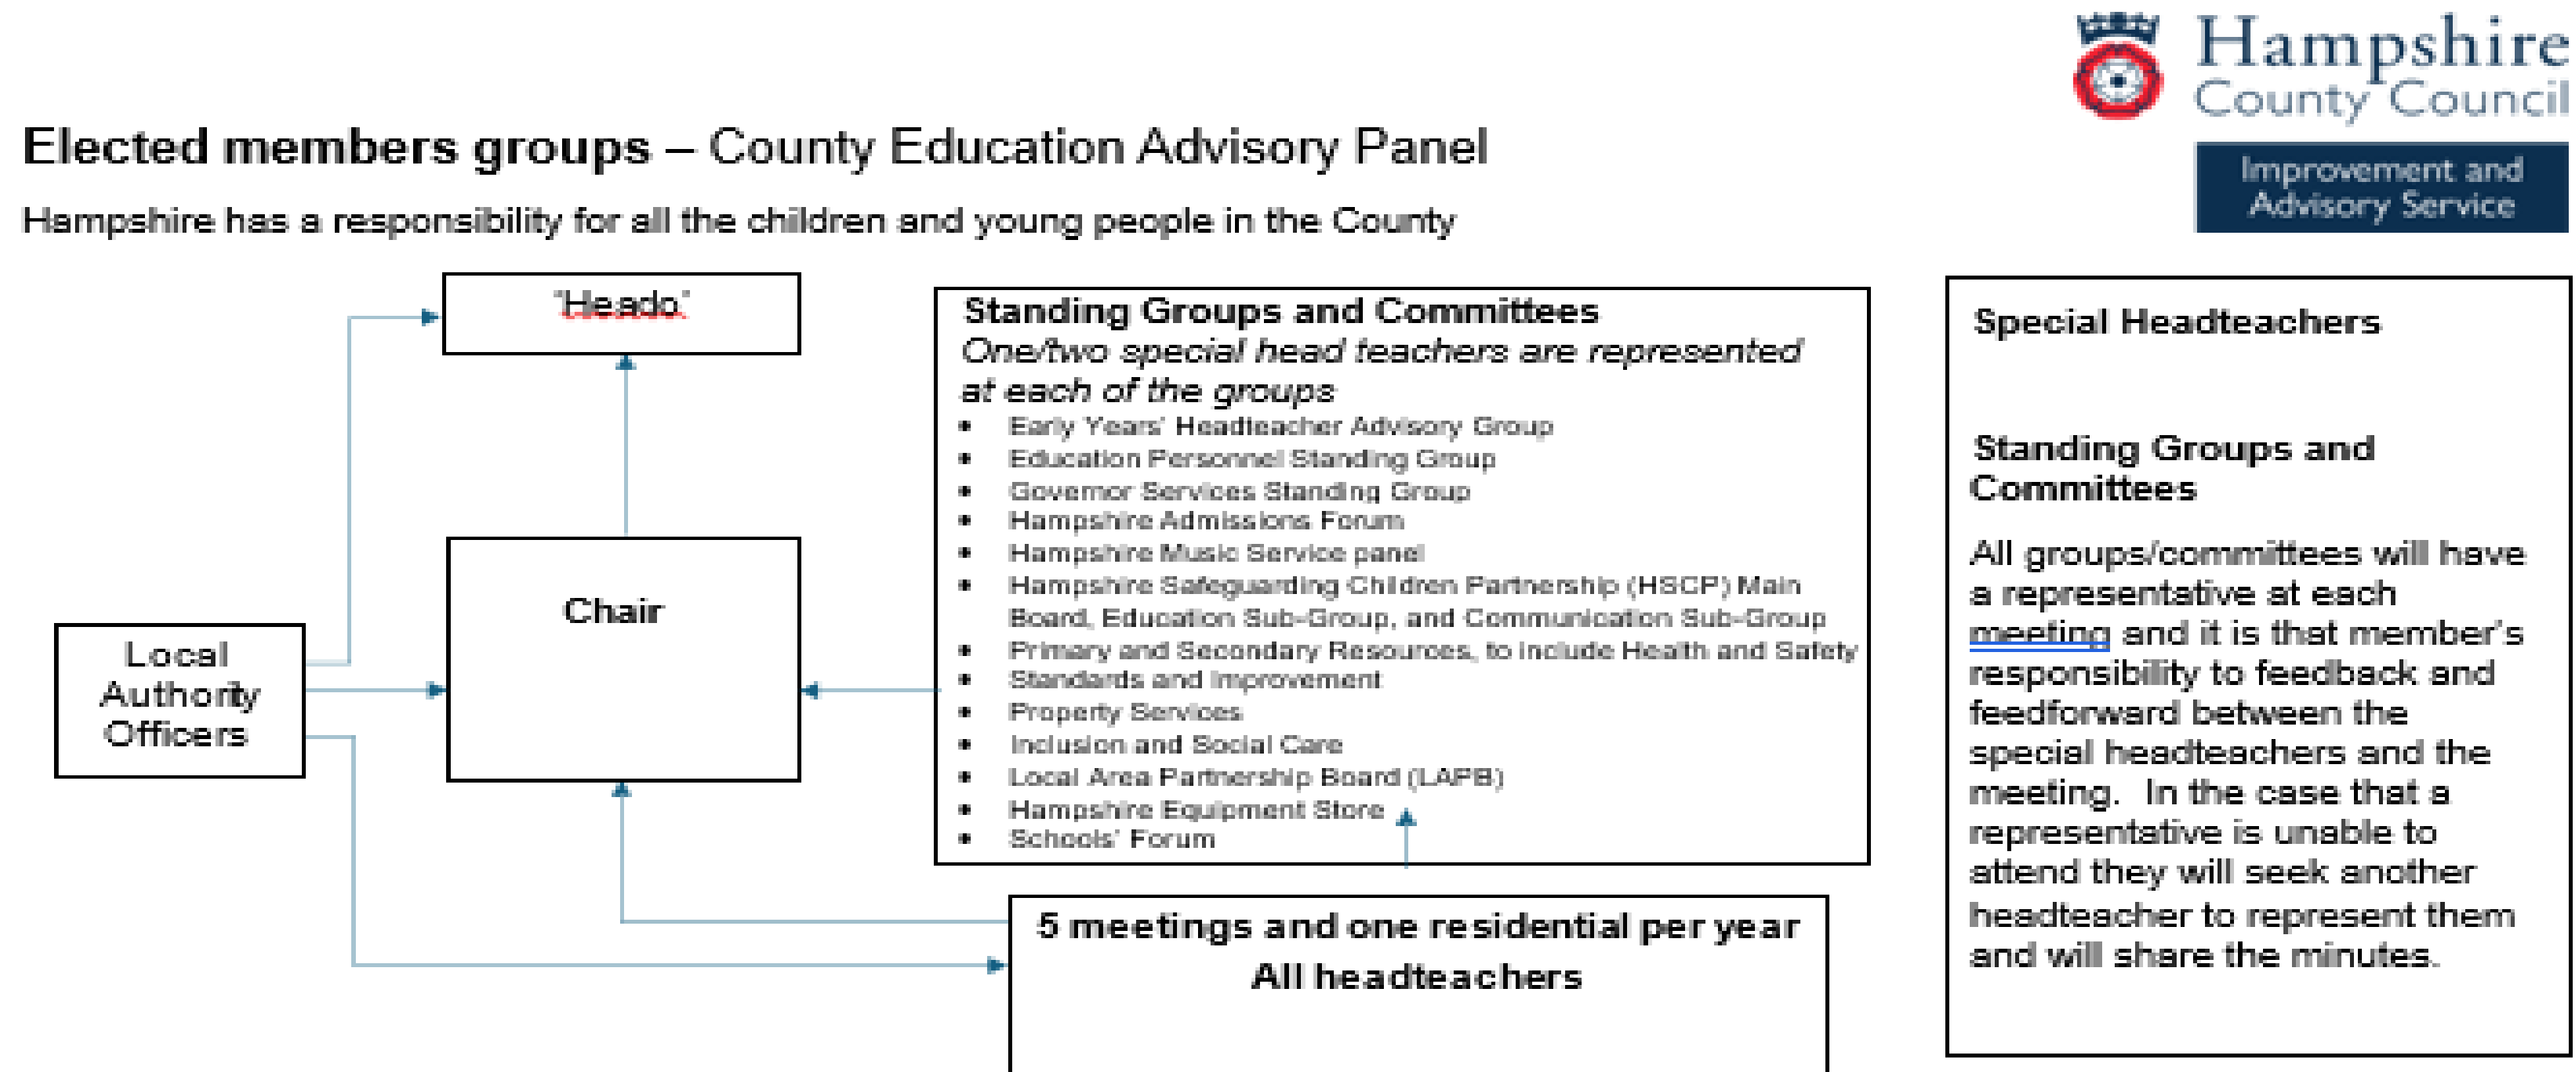 Hampshire
County Council
Improvement and
Advisory Service
Elected members groups – County Education Advisory Panel
Hampshire has a responsibility for all the children and young people in the County
'Heado'
Chair
Local
Authority
Officers
Standing Groups and Committees
One/two special head teachers are represented
at each of the groups
• Early Years' Headteacher Advisory Group
• Education Personnel Standing Group
• Governor Services Standing Group
• Hampshire Admissions Forum
• Hampshire Music Service panel
• Hampshire Safeguarding Children Partnership (HSCP) Main
Board, Education Sub-Group, and Communication Sub-Group
• Primary and Secondary Resources, to include Health and Safety
• Standards and Improvement
• Property Services
• Inclusion and Social Care
• Local Area Partnership Board (LAPB)
• Hampshire Equipment Store
• Schools' Forum
5 meetings and one residential per year
All headteachers
Special Headteachers
Standing Groups and
Committees
All groups/committees will have
a representative at each
meeting and it is that member's
responsibility to feedback and
feedforward between the
special headteachers and the
meeting. In the case that a
representative is unable to
attend they will seek another
headteacher to represent them
and will share the minutes.